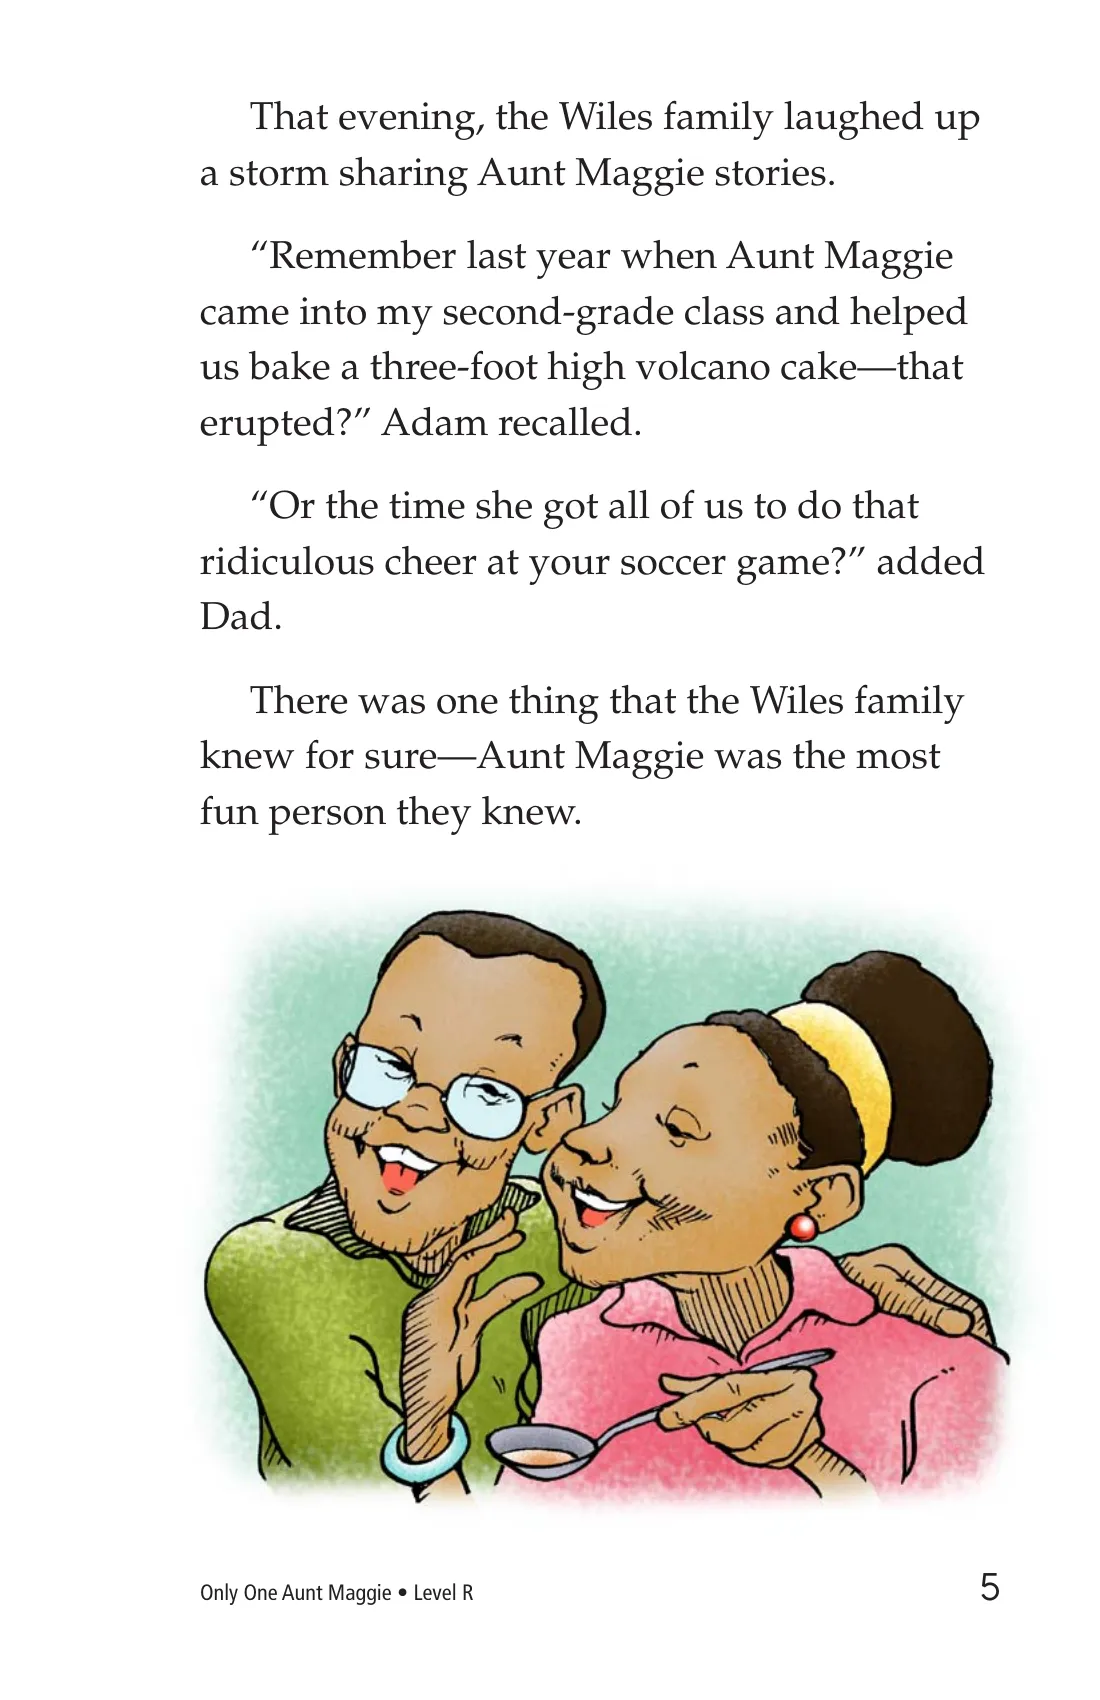 That evening, the Wiles family laughed up
a storm sharing Aunt Maggie stories.
“Remember last year when Aunt Maggie
came into my second-grade class and helped
us bake a three-foot high volcano cake—that
erupted?” Adam recalled.
“Or the time she got all of us to do that
ridiculous cheer at your soccer game?” added
Dad.
There was one thing that the Wiles family
knew for sure—Aunt Maggie was the most
fun person they knew.
Only One Aunt Maggie • Level R
5